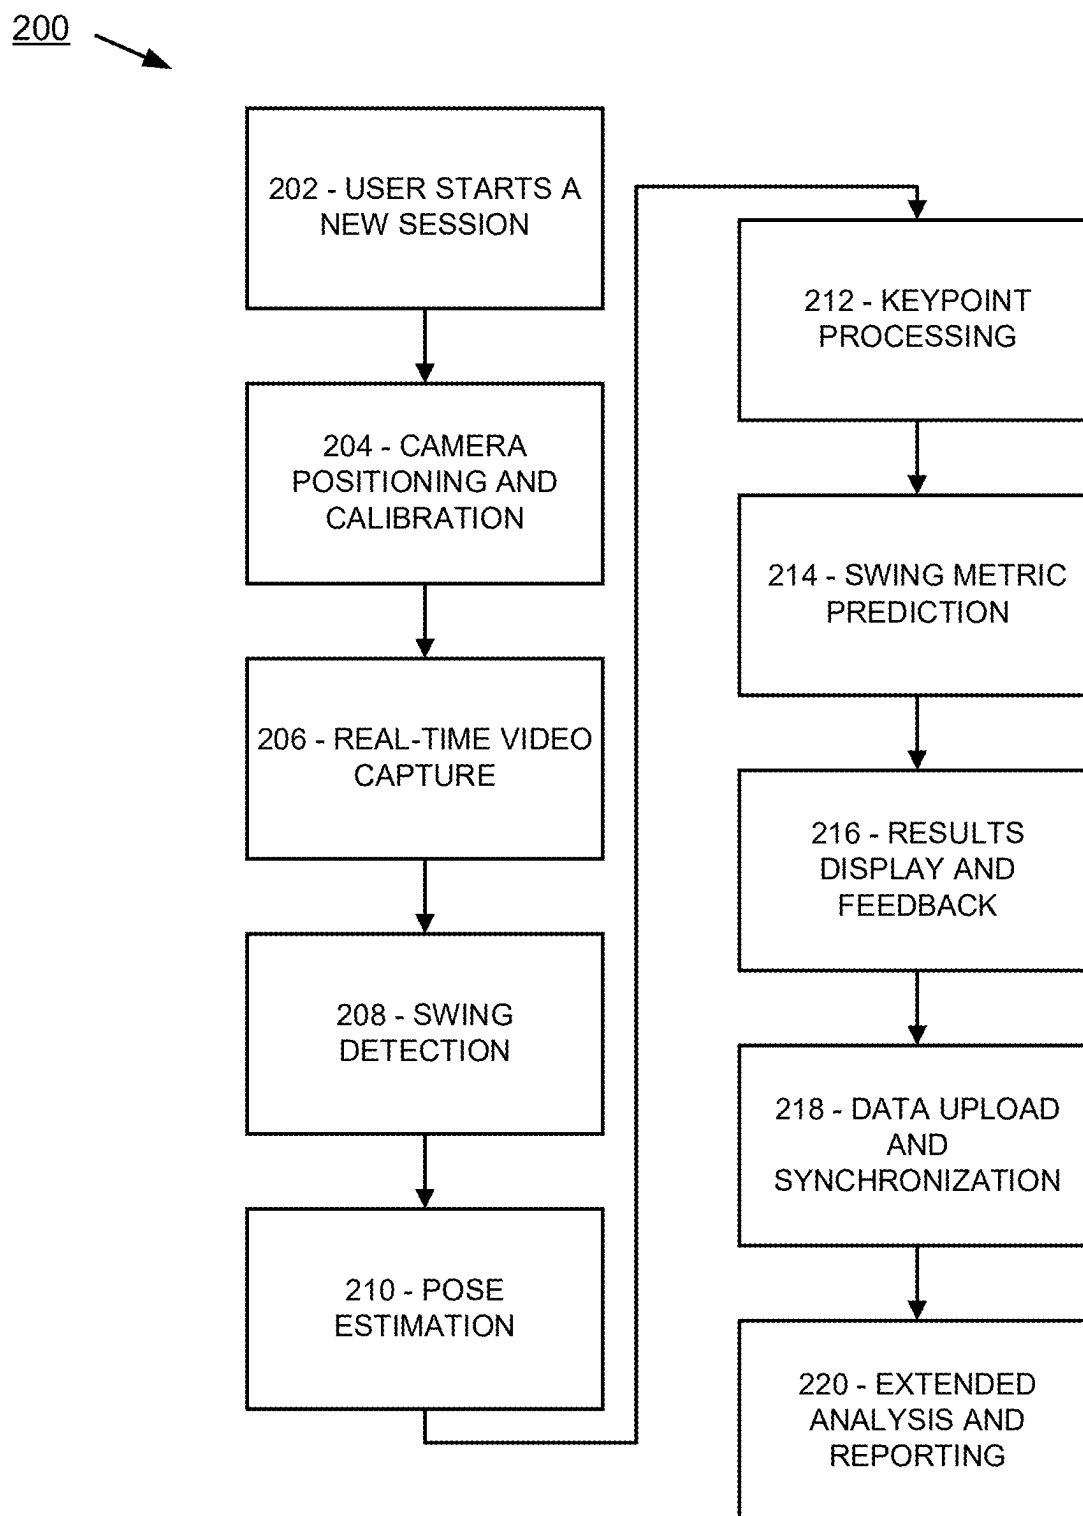 200
202 - USER STARTS A
NEW SESSION
204 - CAMERA
POSITIONING AND
CALIBRATION
206 - REAL-TIME VIDEO
CAPTURE
208 - SWING
DETECTION
210 - POSE
ESTIMATION
212 - KEYPOINT
PROCESSING
214 - SWING METRIC
PREDICTION
216 - RESULTS
DISPLAY AND
FEEDBACK
218 - DATA UPLOAD
AND
SYNCHRONIZATION
220 - EXTENDED
ANALYSIS AND
REPORTING